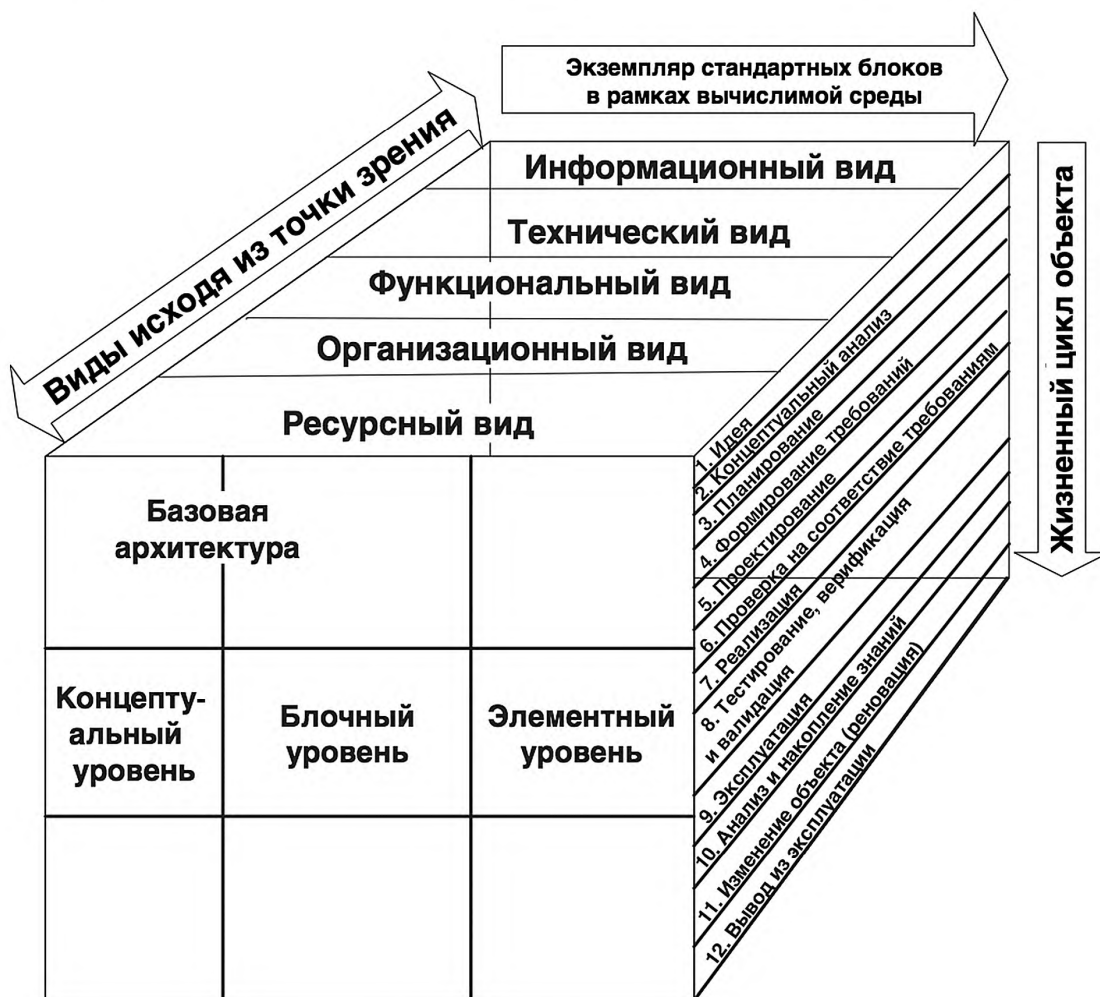 Экземпляр стандартных блоков
в рамках вычислимой среды
Виды исходя из точки зрения
Жизненный цикл объекта
Информационный вид
Технический вид
Функциональный вид
Организационный вид
Ресурсный вид
Базовая
архитектура
Концепту-
альный
уровень
Блочный
уровень
Элементный
уровень
1. Идея
2. Концептуальный анализ
3. Планирование
4. Формирование требований
5. Проектирование
6. Проверка на соответствие требованиям
7. Реализация
8. Тестирование, верификация
и валидация
9. Эксплуатация
10. Анализ и накопление знаний
11. Изменение объекта (реновация)
12. Вывод из эксплуатации